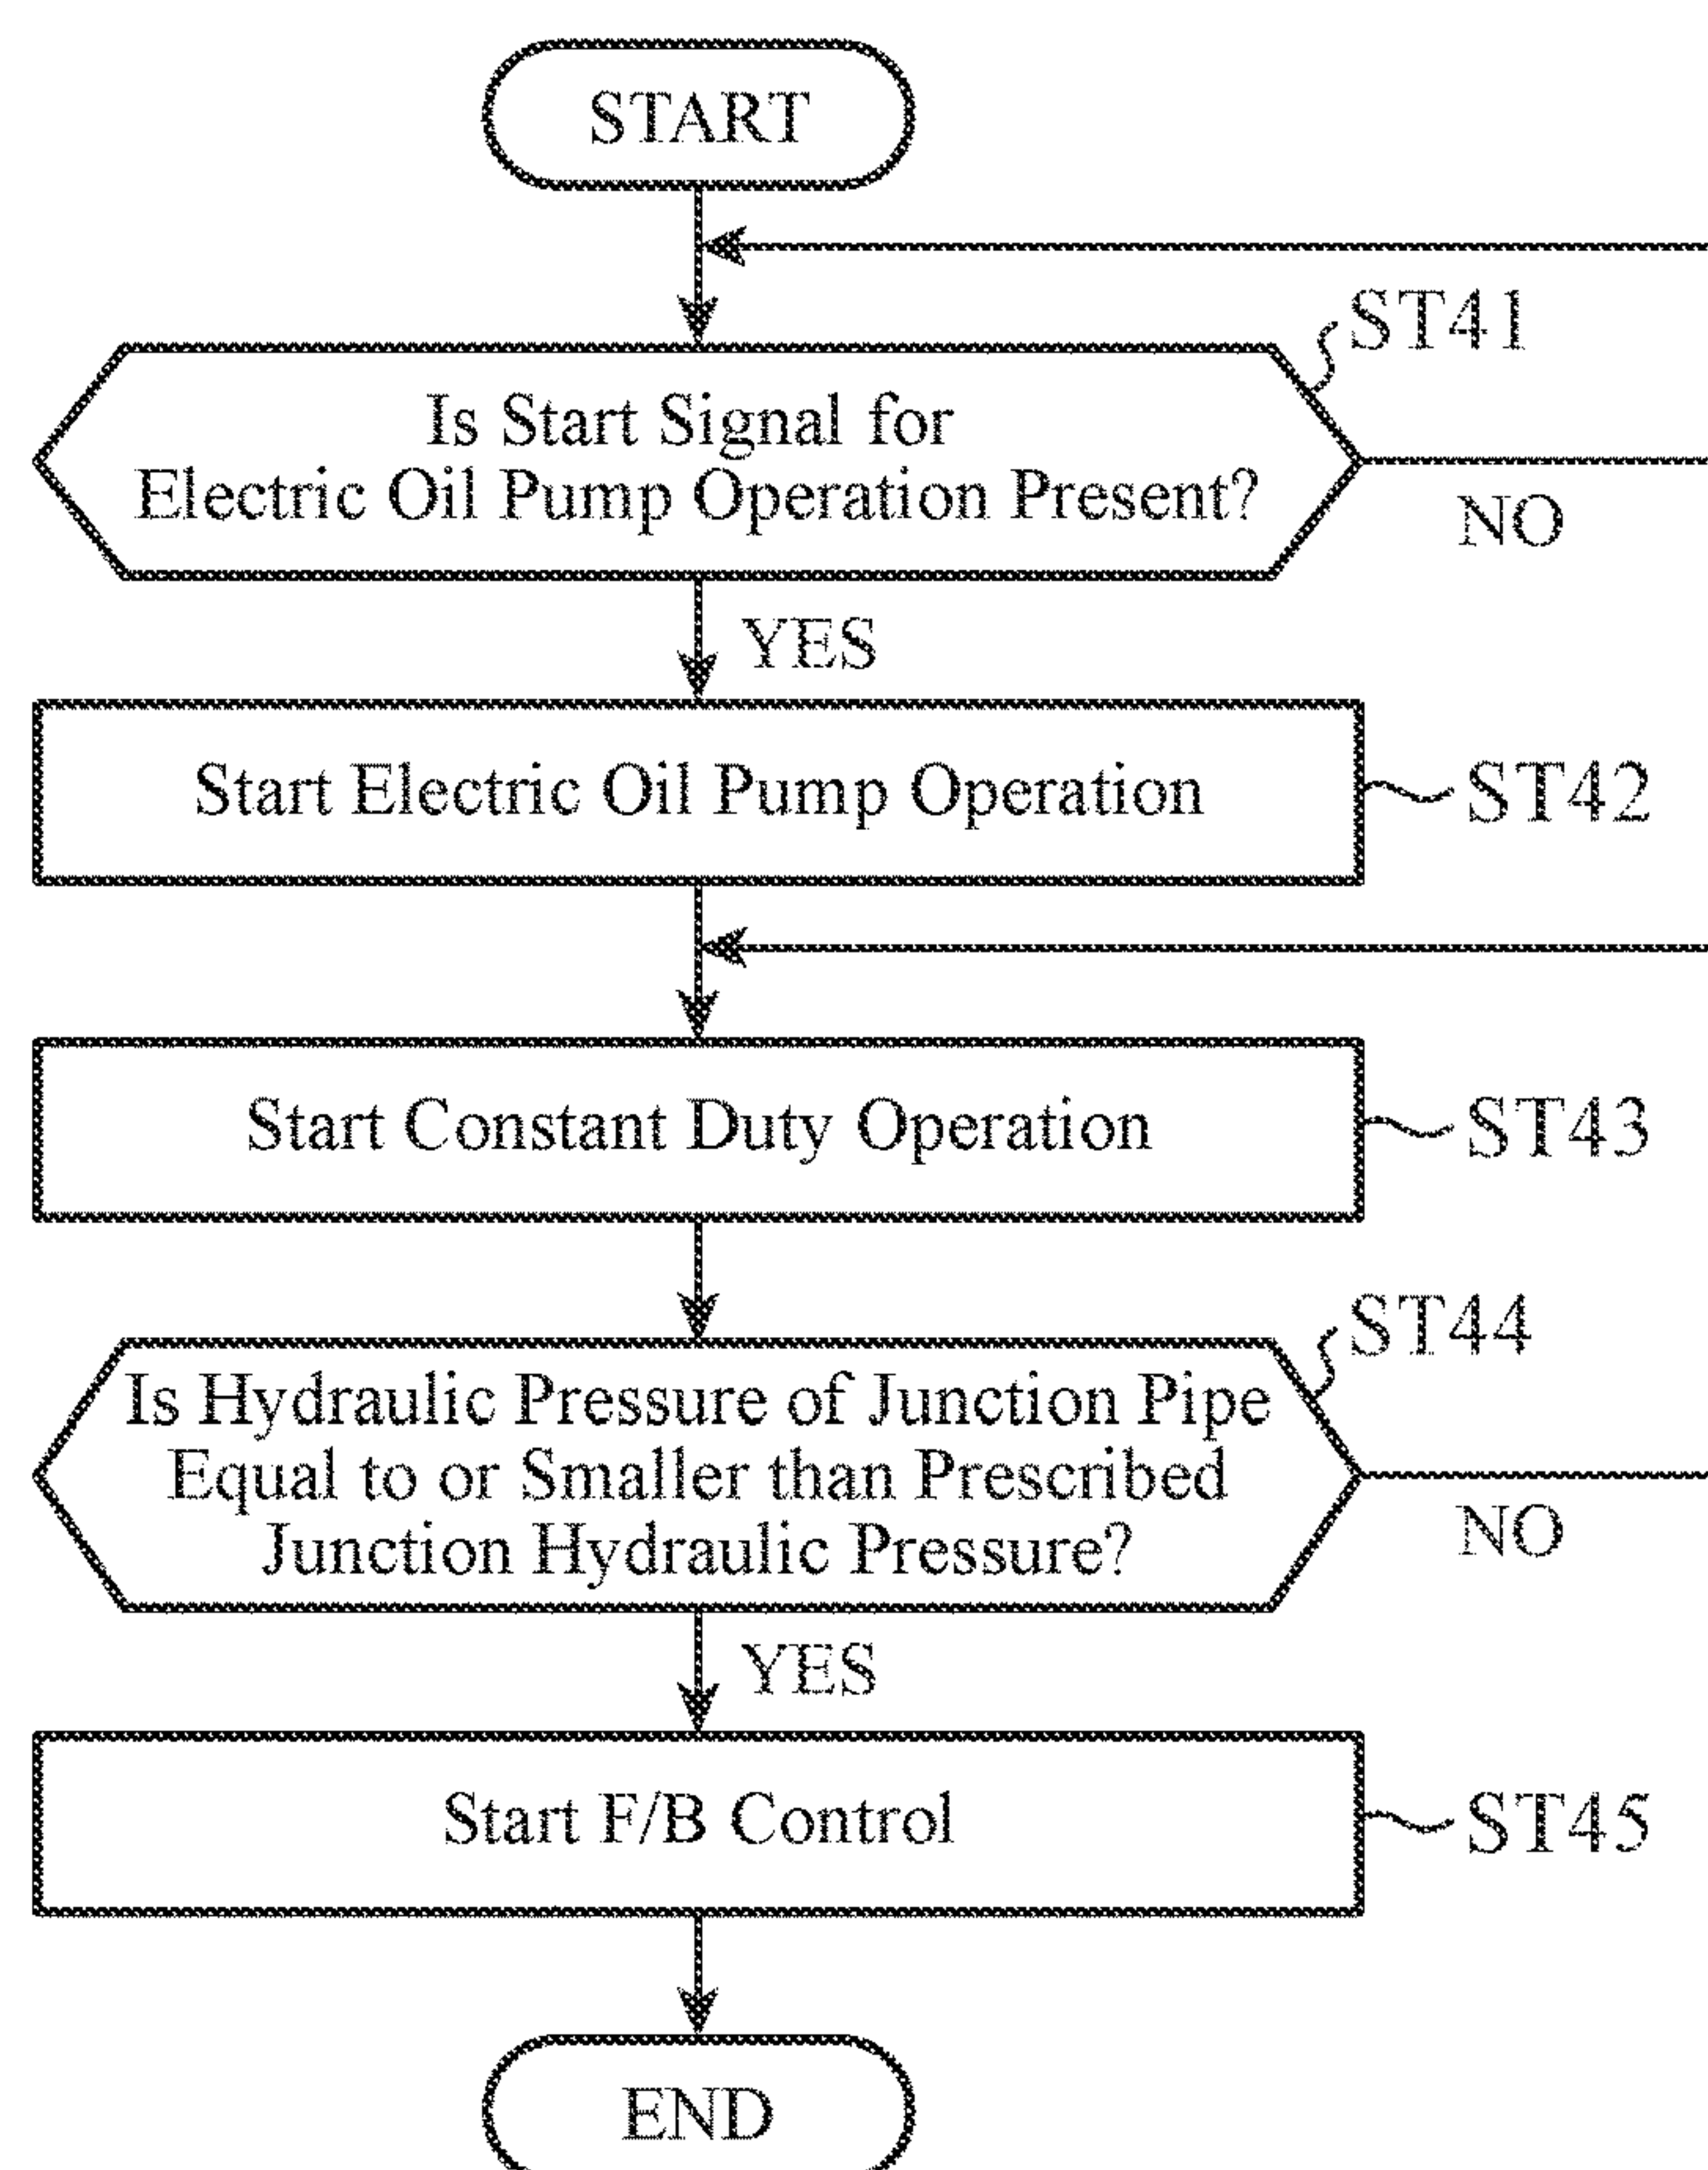 START
ST41
Is Start Signal for
Electric Oil Pump Operation Present?
NO
YES
Start Electric Oil Pump Operation
ST42
Start Constant Duty Operation
ST43
ST44
Is Hydraulic Pressure of Junction Pipe
Equal to or Smaller than Prescribed
Junction Hydraulic Pressure?
NO
YES
Start F/B Control
ST45
END